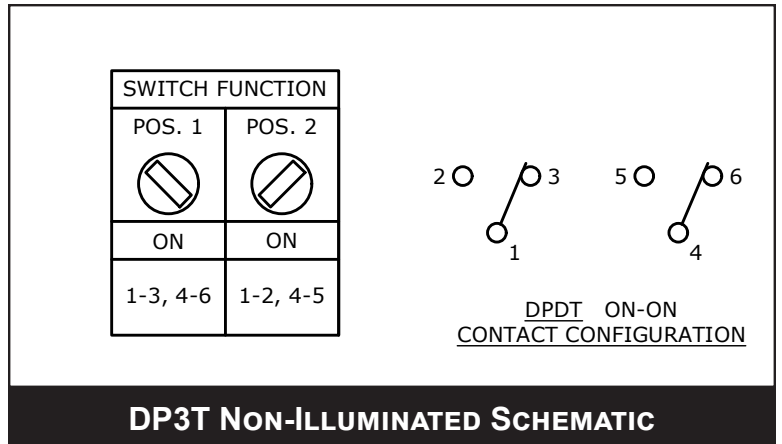 SWITCH FUNCTION
POS. 1 POS. 2
ON ON
1-3, 4-6 1-2, 4-5
2 3 5 6
1 4
DPDT ON-ON
CONTACT CONFIGURATION
DP3T NON-ILLUMINATED SCHEMATIC